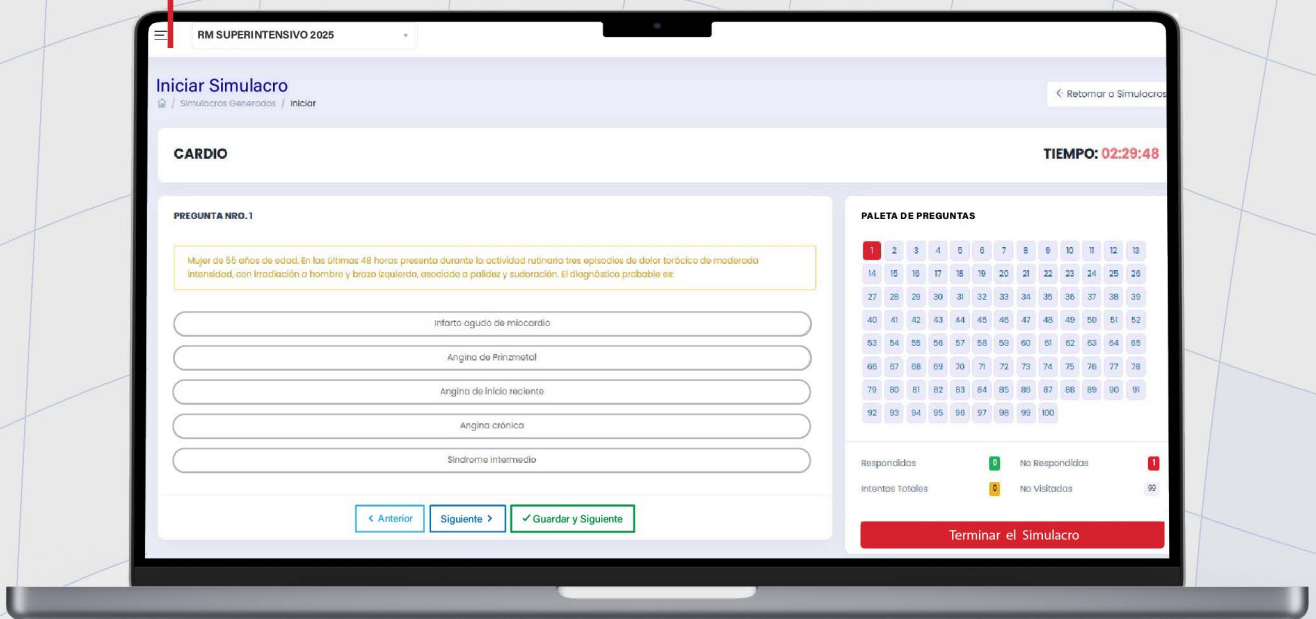 RM SUPERINTENSIVO 2025
Iniciar Simulacro
/ Simulacros Generados / Iniciar
Retornar a Simulacros
CARDIO
TIEMPO: 02:29:48
PREGUNTA NRO. 1
Mujer de 55 años de edad. En las últimas 48 horas presenta durante la actividad rutinaria tres episodios de dolor torácico de moderada
intensidad, con irradiación a hombro y brazo izquierdo, asociado a palidez y sudoración. El diagnóstico probable es:
Infarto agudo de miocardio
Angina de Prinzmetal
Angina de inicio reciente
Angina crónica
Sindrome intermedio
Anterior
Siguiente
Guardar y Siguiente
PALETA DE PREGUNTAS
1 2 3 4 5 6 7 8 9 10 11 12 13
14 15 16 17 18 19 20 21 22 23 24 25 26
27 28 29 30 31 32 33 34 35 36 37 38 39
40 41 42 43 44 45 46 47 48 49 50 51 52
53 54 55 56 57 58 59 60 61 62 63 64 65
66 67 68 69 70 71 72 73 74 75 76 77 78
79 80 81 82 83 84 85 86 87 88 89 90 91
92 93 94 95 96 97 98 99 100
Respondidas 0 No Respondidas 1
Intentos Totales 0 No Visitadas 99
Terminar el Simulacro